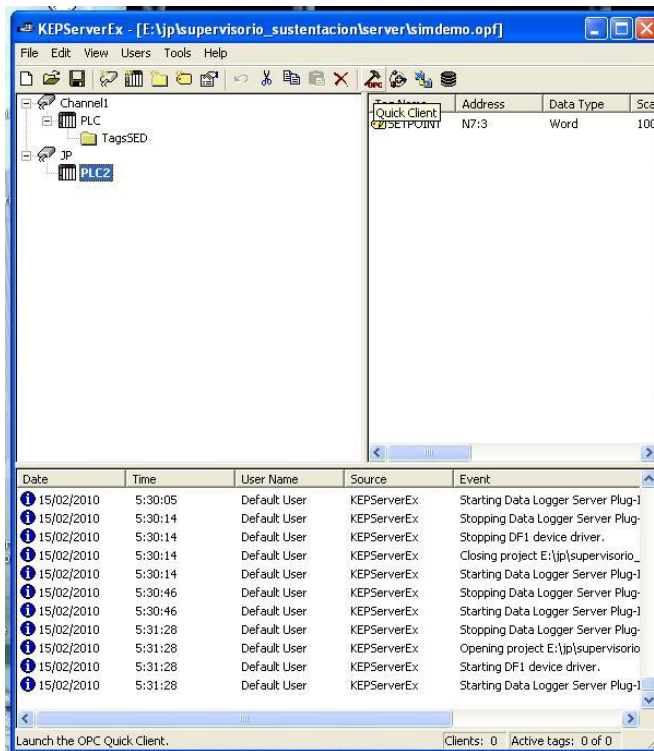 KEPServerEx - [E:\jp\supervisorio_sustentacion\server\simdemo.opf]
File Edit View Users Tools Help
Channel1
PLC
TagsSED
JP
PLC2
Address Data Type Sca
Quick Client
SETPOINT N7:3 Word 100
Date Time User Name Source Event
15/02/2010 5:30:05 Default User KEPServerEx Starting Data Logger Server Plug-I
15/02/2010 5:30:14 Default User KEPServerEx Stopping Data Logger Server Plug-
15/02/2010 5:30:14 Default User KEPServerEx Stopping DF1 device driver.
15/02/2010 5:30:14 Default User KEPServerEx Closing project E:\jp\supervisorio_
15/02/2010 5:30:14 Default User KEPServerEx Starting Data Logger Server Plug-I
15/02/2010 5:30:46 Default User KEPServerEx Stopping Data Logger Server Plug-
15/02/2010 5:30:46 Default User KEPServerEx Starting Data Logger Server Plug-I
15/02/2010 5:31:28 Default User KEPServerEx Stopping Data Logger Server Plug-
15/02/2010 5:31:28 Default User KEPServerEx Opening project E:\jp\supervisorio
15/02/2010 5:31:28 Default User KEPServerEx Starting DF1 device driver.
15/02/2010 5:31:28 Default User KEPServerEx Starting Data Logger Server Plug-I
Launch the OPC Quick Client. Clients: 0 Active tags: 0 of 0